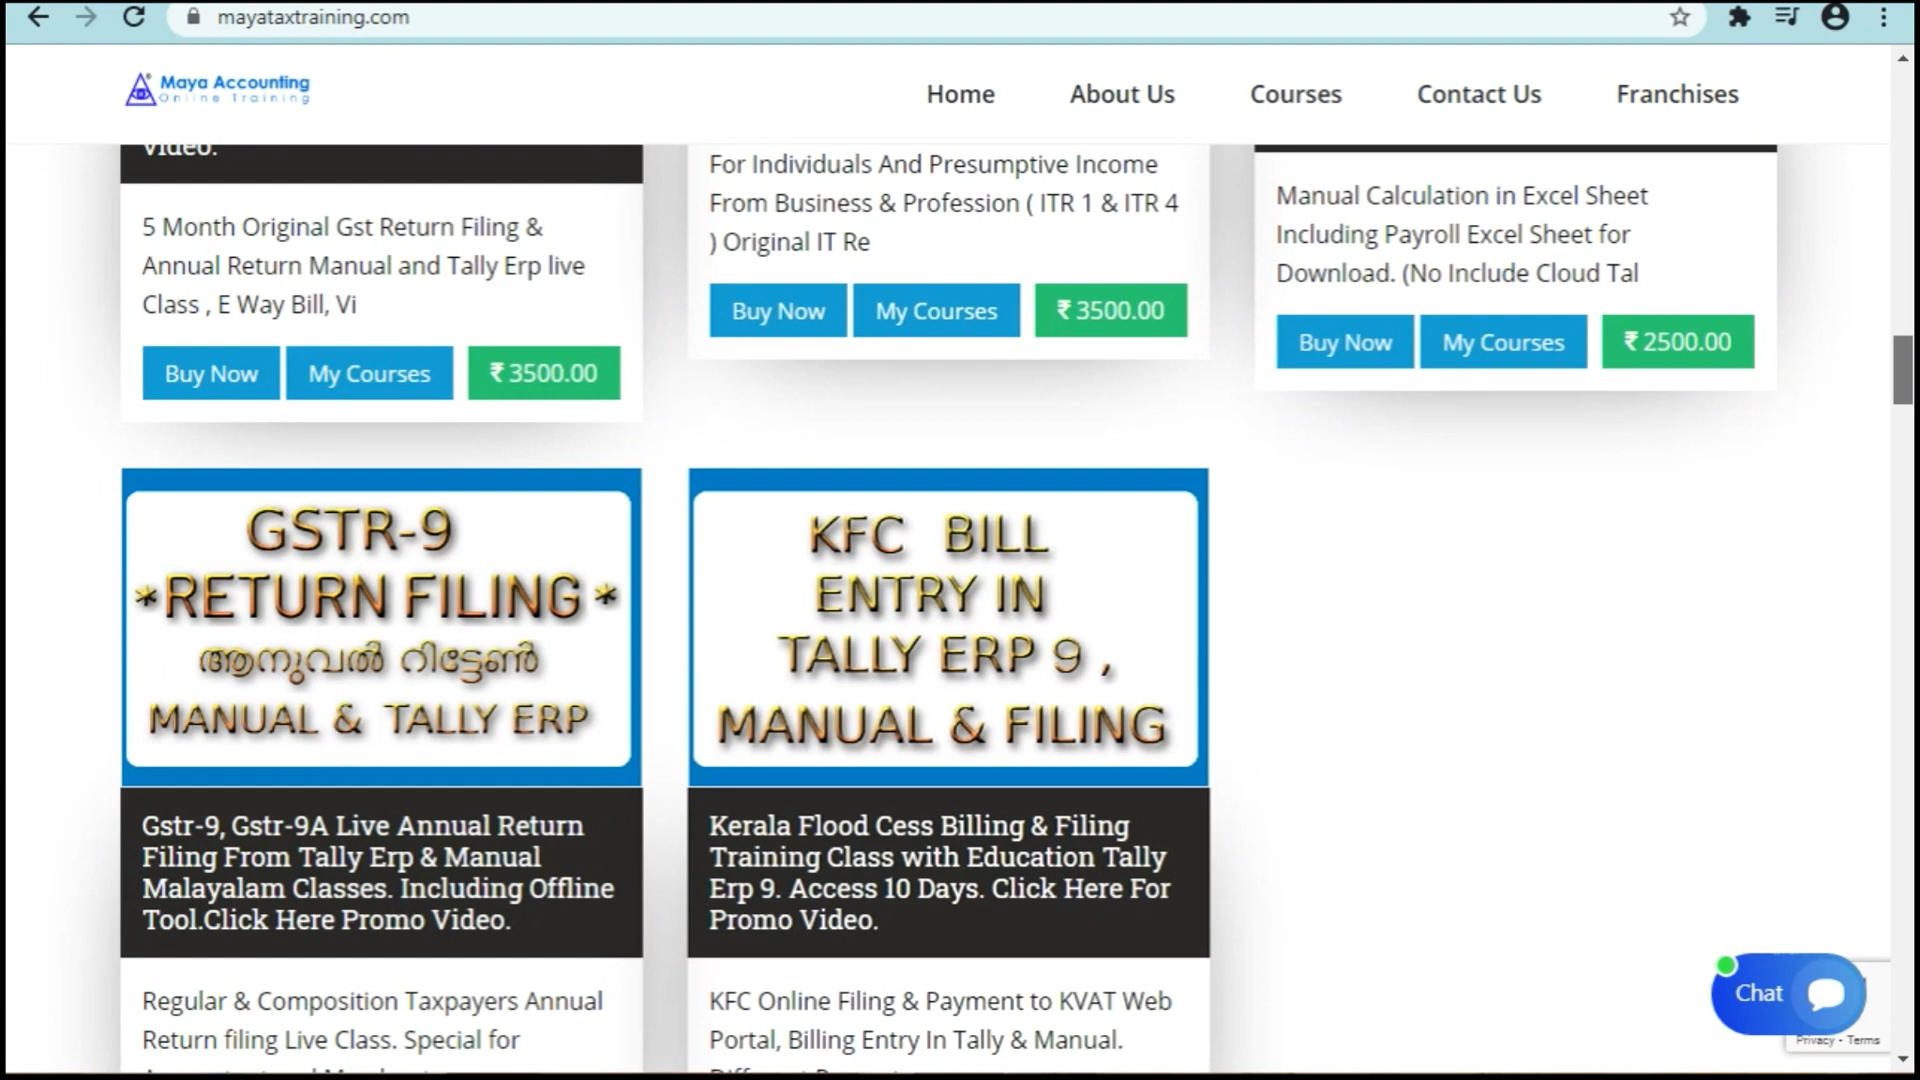 mayataxtraining.com
Maya Accounting
Online Training
Home
About Us
Courses
Contact Us
Franchises
Video.
5 Month Original Gst Return Filing &
Annual Return Manual and Tally Erp live
Class , E Way Bill, Vi
Buy Now
My Courses
₹ 3500.00
For Individuals And Presumptive Income
From Business & Profession ( ITR 1 & ITR 4
) Original IT Re
Buy Now
My Courses
₹ 3500.00
Manual Calculation in Excel Sheet
Including Payroll Excel Sheet for
Download. (No Include Cloud Tal
Buy Now
My Courses
₹ 2500.00
GSTR-9
*RETURN FILING*
ആനുവൽ റിട്ടേൺ
MANUAL & TALLY ERP
Gstr-9, Gstr-9A Live Annual Return
Filing From Tally Erp & Manual
Malayalam Classes. Including Offline
Tool.Click Here Promo Video.
Regular & Composition Taxpayers Annual
Return filing Live Class. Special for
KFC BILL
ENTRY IN
TALLY ERP 9 ,
MANUAL & FILING
Kerala Flood Cess Billing & Filing
Training Class with Education Tally
Erp 9. Access 10 Days. Click Here For
Promo Video.
KFC Online Filing & Payment to KVAT Web
Portal, Billing Entry In Tally & Manual.
Chat
Privacy - Terms